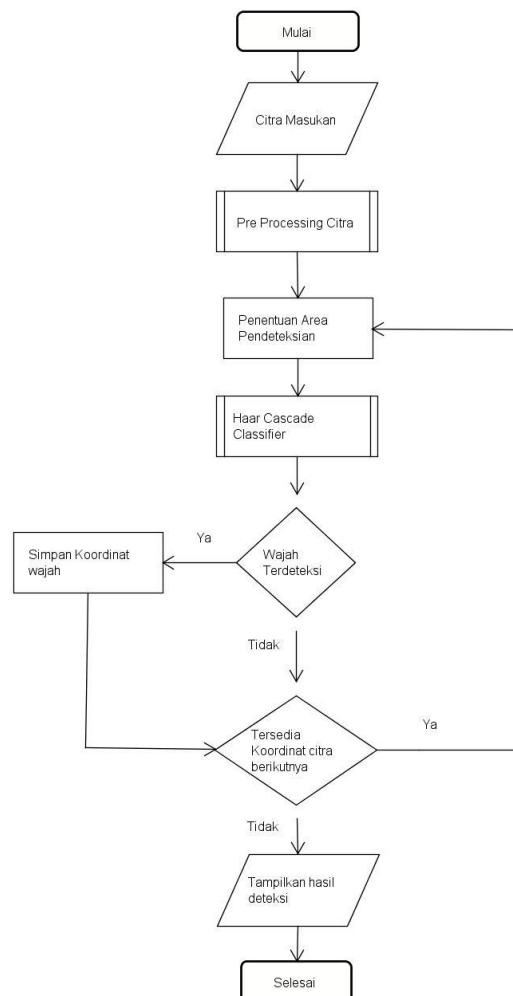 Mulai
Citra Masukan
Pre Processing Citra
Penentuan Area
Pendeteksian
Haar Cascade
Classifier
Wajah
Terdeteksi
Ya
Simpan Koordinat
wajah
Tidak
Tersedia
Koordinat citra
berikutnya
Ya
Tidak
Tampilkan hasil
deteksi
Selesai